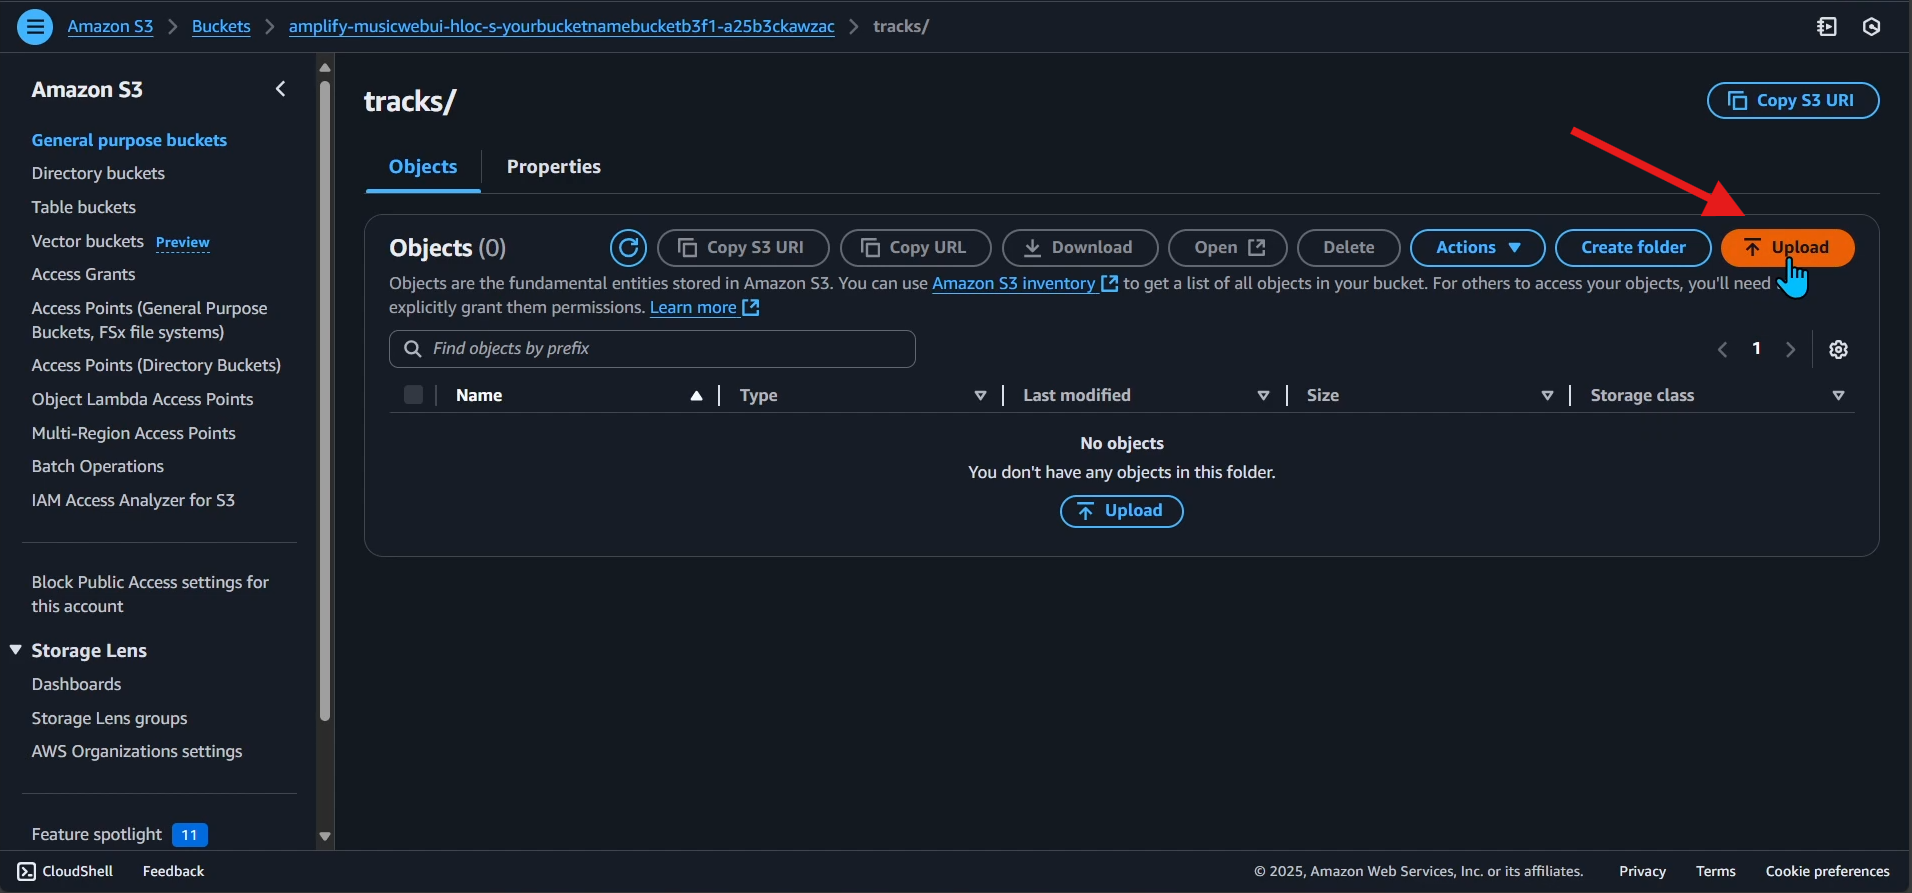 Amazon S3 > Buckets > amplify-musicwebui-hloc-s-yourbucketnamebucketb3f1-a25b3ckawzac > tracks/
Amazon S3
General purpose buckets
Directory buckets
Table buckets
Vector buckets Preview
Access Grants
Access Points (General Purpose
Buckets, FSx file systems)
Access Points (Directory Buckets)
Object Lambda Access Points
Multi-Region Access Points
Batch Operations
IAM Access Analyzer for S3
Block Public Access settings for
this account
Storage Lens
Dashboards
Storage Lens groups
AWS Organizations settings
Feature spotlight 11
tracks/
Copy S3 URI
Objects Properties
Objects (0) Copy S3 URI Copy URL Download Open Delete Actions Create folder Upload
Objects are the fundamental entities stored in Amazon S3. You can use Amazon S3 inventory to get a list of all objects in your bucket. For others to access your objects, you'll need
explicitly grant them permissions. Learn more
Find objects by prefix
1
Name Type Last modified Size Storage class
No objects
You don't have any objects in this folder.
Upload
CloudShell Feedback © 2025, Amazon Web Services, Inc. or its affiliates. Privacy Terms Cookie preferences